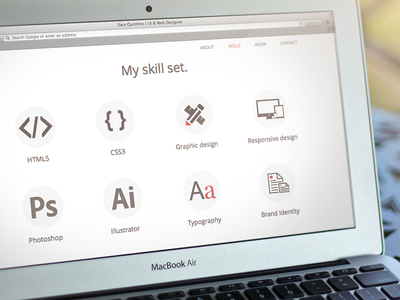 Sara Quintino | UI & Web Designer
Search Google or enter an address
ABOUT SKILLS WORK CONTACT
My skill set.
</> { }
HTML5 CSS3 Graphic design Responsive design
Ps Ai Aa
Photoshop Illustrator Typography Brand Identity
MacBook Air